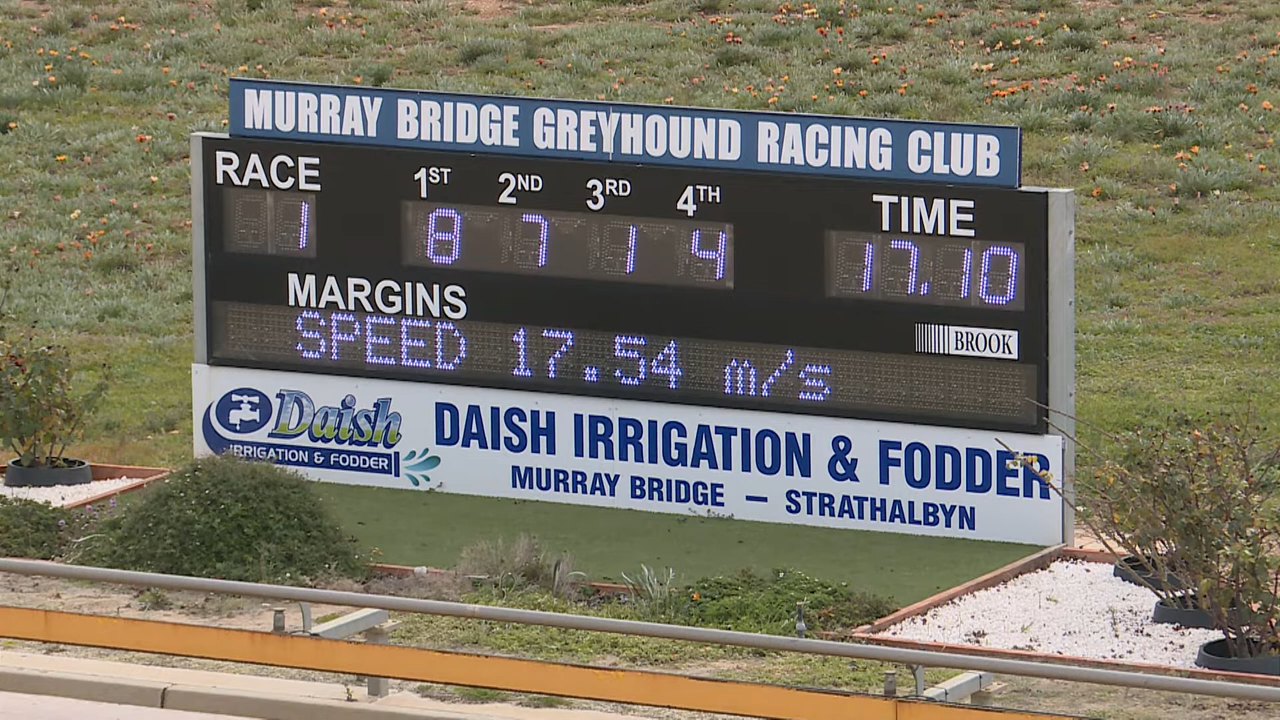 MURRAY BRIDGE GREYHOUND RACING CLUB
RACE 1ST 2ND 3RD 4TH TIME
1 8 7 1 4 17.10
MARGINS
SPEED 17.54 m/s
BROOK
Daish
IRRIGATION & FODDER
DAISH IRRIGATION & FODDER
MURRAY BRIDGE – STRATHALBYN